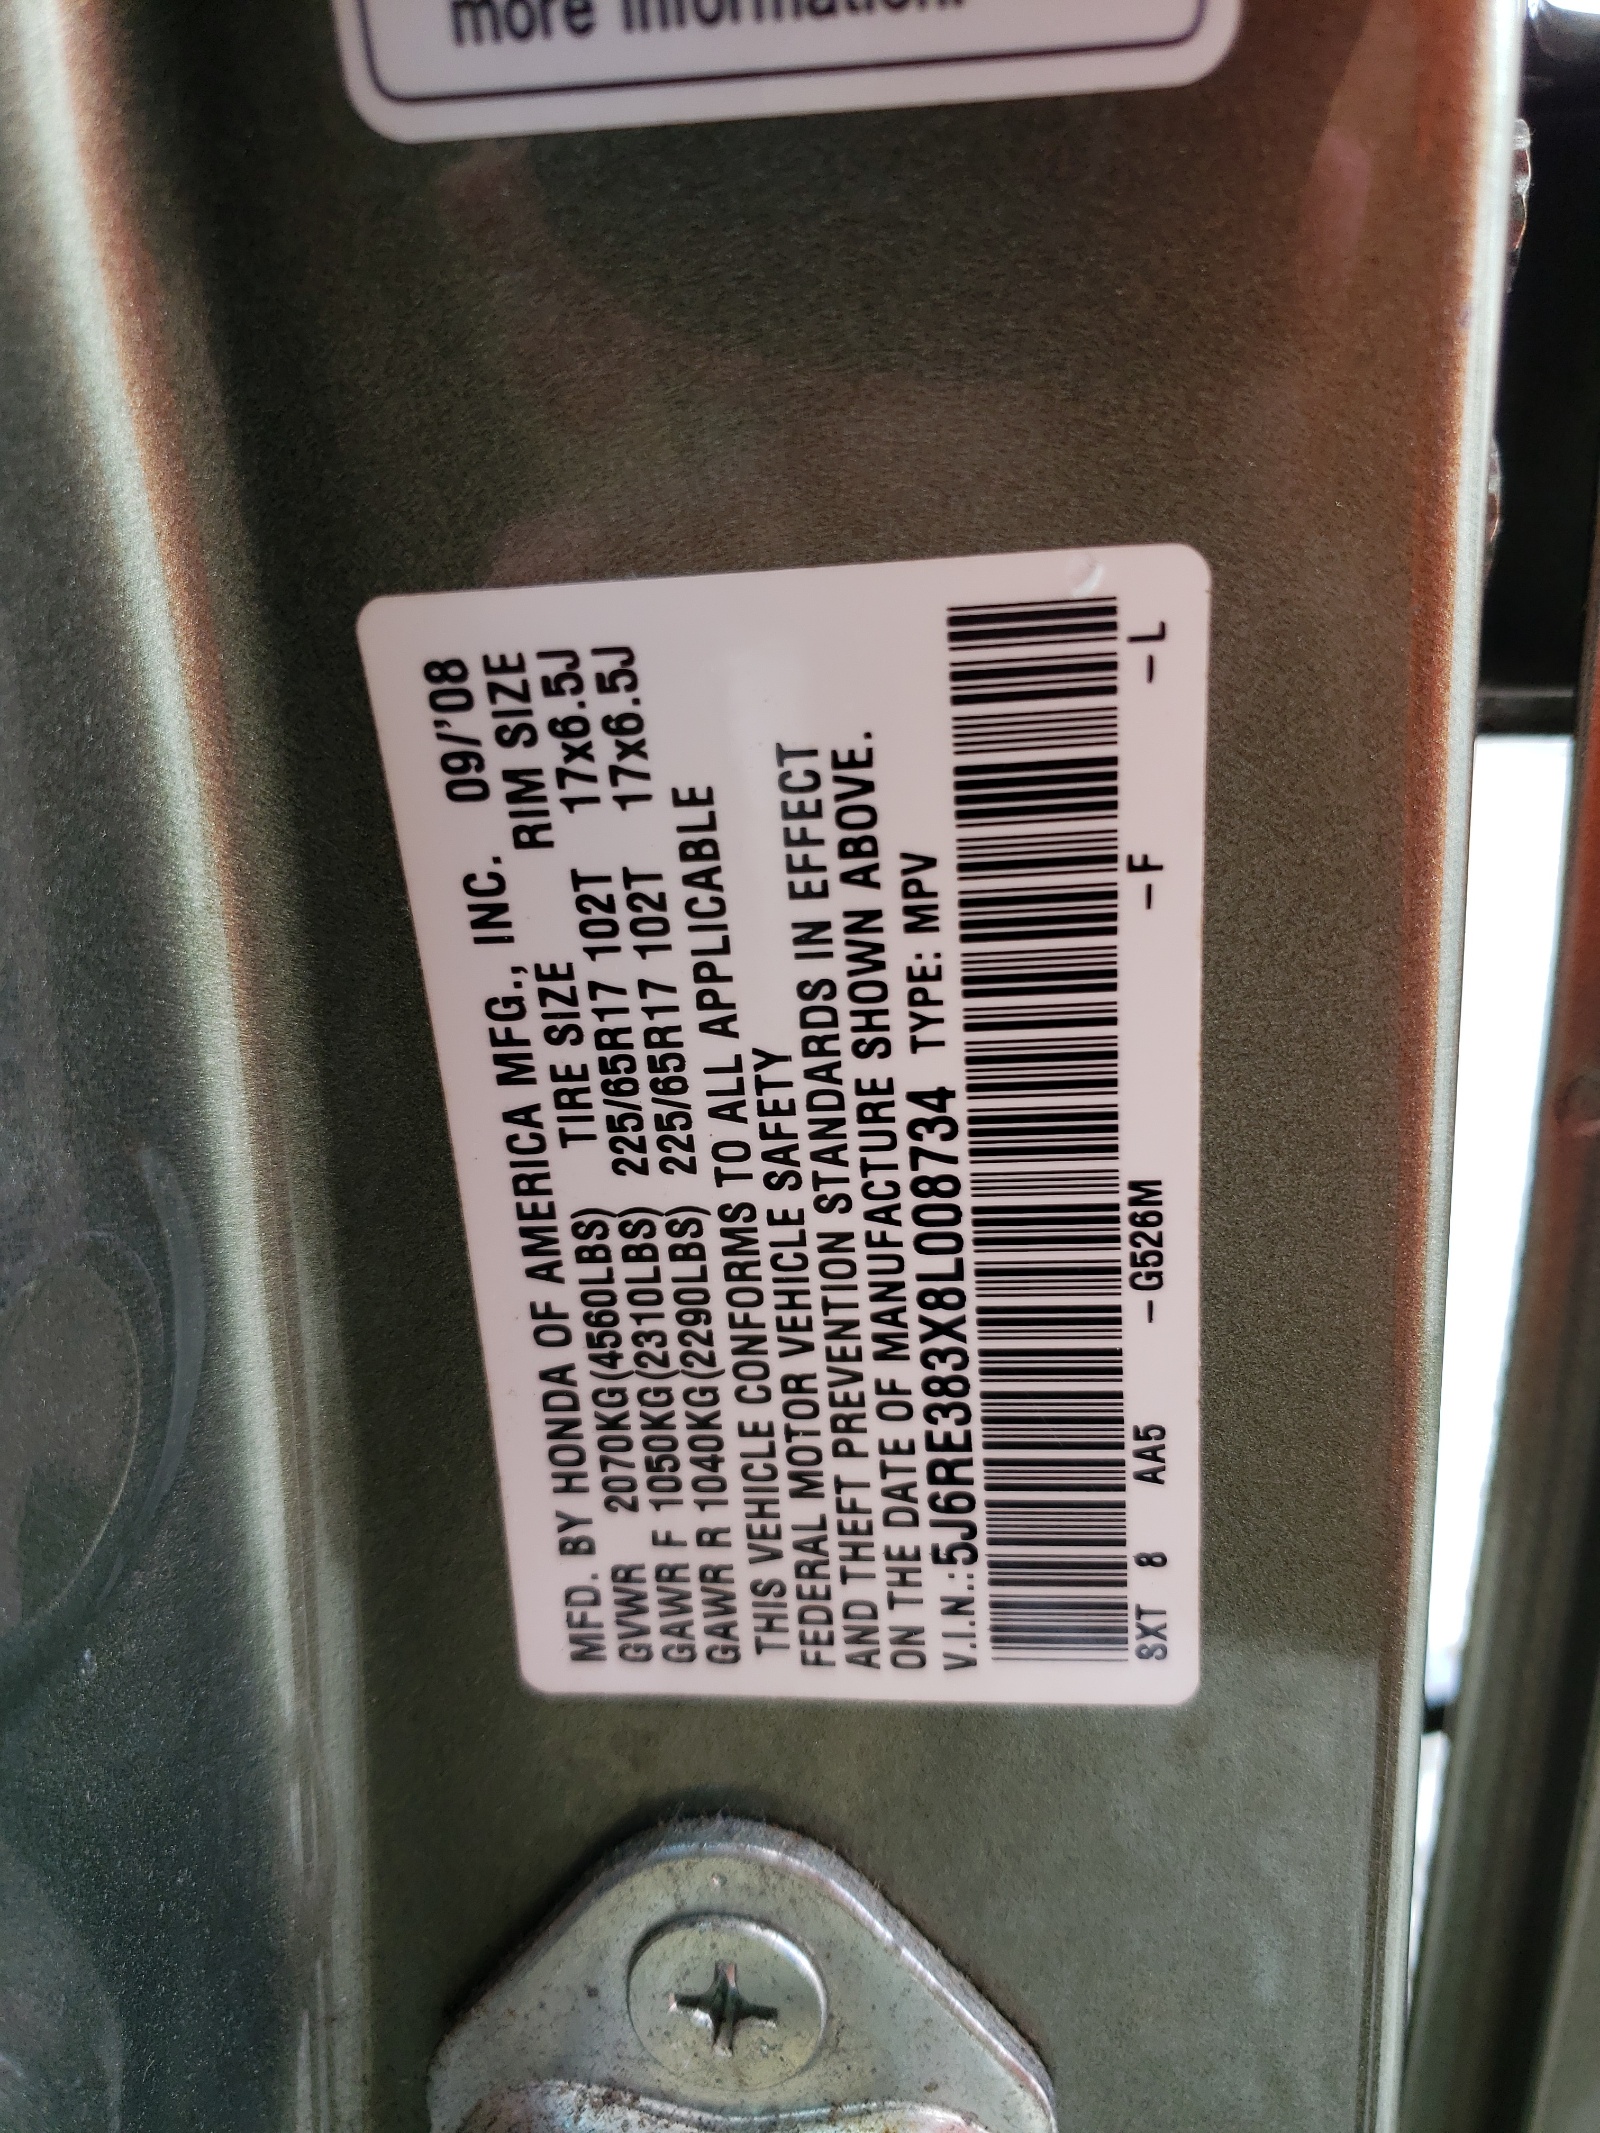 more information.
MFD. BY HONDA OF AMERICA MFG., INC. 09/'08
TIRE SIZE RIM SIZE
GVWR 2070KG(4560LBS)
GAWR F 1050KG(2310LBS) 225/65R17 102T 17x6.5J
GAWR R 1040KG(2290LBS) 225/65R17 102T 17x6.5J
THIS VEHICLE CONFORMS TO ALL APPLICABLE
FEDERAL MOTOR VEHICLE SAFETY
AND THEFT PREVENTION STANDARDS IN EFFECT
ON THE DATE OF MANUFACTURE SHOWN ABOVE.
V.I.N.:5J6RE383X8L008734 TYPE: MPV
SXT 8 AA5 -G526M -F -L